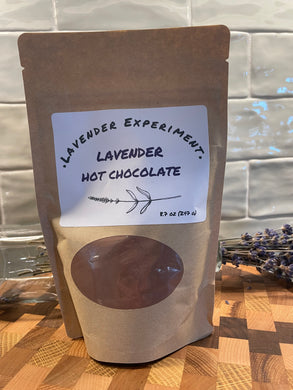 ·LAVENDER EXPERIMENT·
LAVENDER
HOT CHOCOLATE
8.7 oz (247 g)